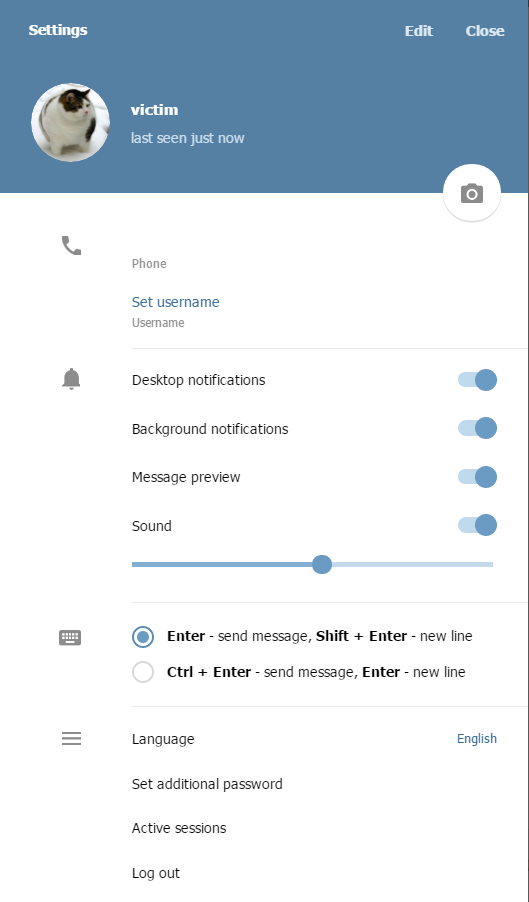 Settings Edit Close
victim
last seen just now
Phone
Set username
Username
Desktop notifications
Background notifications
Message preview
Sound
Enter - send message, Shift + Enter - new line
Ctrl + Enter - send message, Enter - new line
Language English
Set additional password
Active sessions
Log out